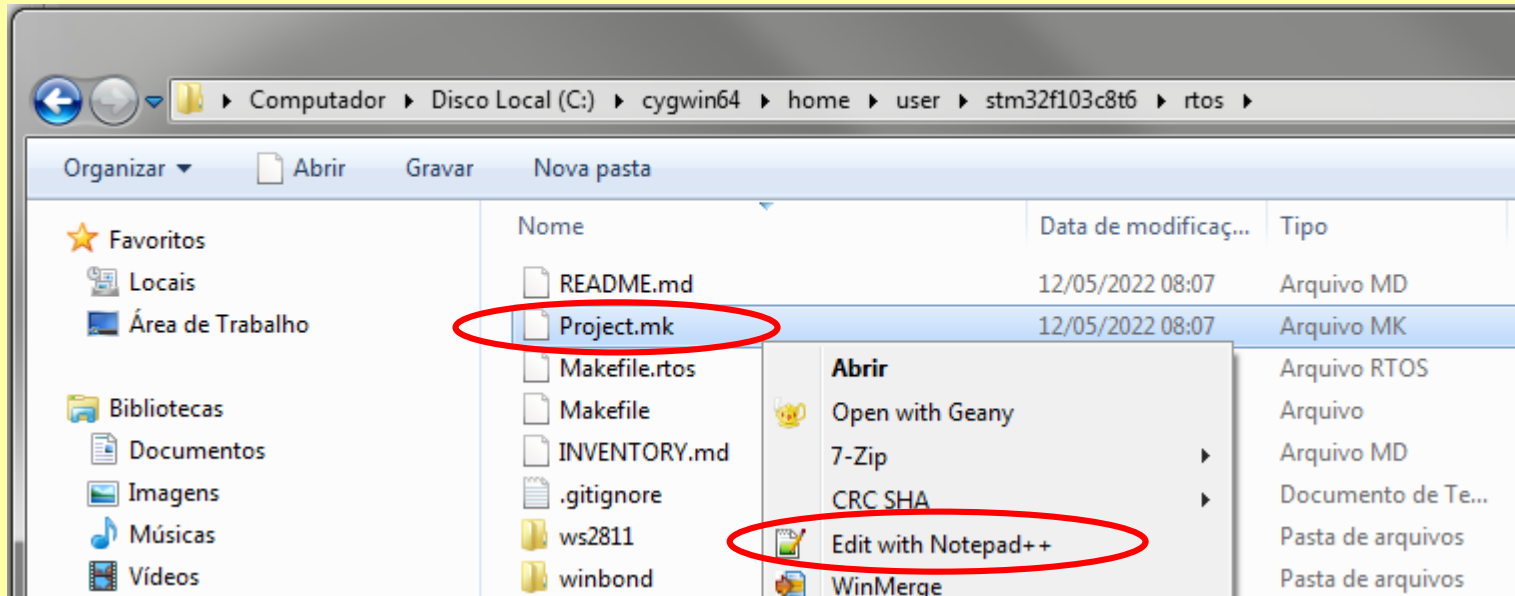 Computador ▸ Disco Local (C:) ▸ cygwin64 ▸ home ▸ user ▸ stm32f103c8t6 ▸ rtos ▸
Organizar Abrir Gravar Nova pasta
Nome Data de modificaç... Tipo
Favoritos
Locais
Área de Trabalho
Bibliotecas
Documentos
Imagens
Músicas
Vídeos
README.md 12/05/2022 08:07 Arquivo MD
Project.mk 12/05/2022 08:07 Arquivo MK
Makefile.rtos Arquivo RTOS
Makefile Arquivo
INVENTORY.md Arquivo MD
.gitignore Documento de Te...
ws2811 Pasta de arquivos
winbond Pasta de arquivos
Abrir
Open with Geany
7-Zip
CRC SHA
Edit with Notepad++
WinMerge